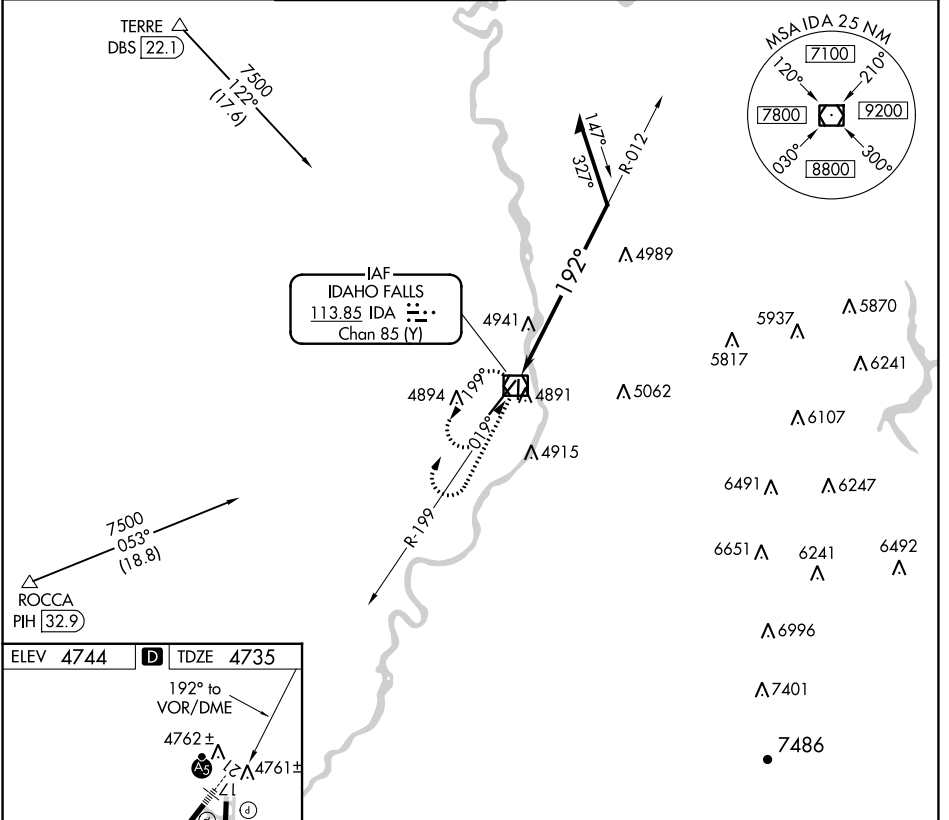 TERRE
DBS 22.1
7500
122°
(17.6)
MSA IDA 25 NM
7100
120°
210°
7800
9200
030°
300°
8800
147°
327°
R-012
192°
4989
IAF
IDAHO FALLS
113.85 IDA
Chan 85 (Y)
4941
5870
5937
5817
6241
4894
199°
4891
5062
6107
019°
4915
6491
6247
R-199
7500
053°
(18.8)
6651
6241
6492
ROCCA
PIH 32.9
6996
ELEV 4744
D
TDZE 4735
7401
192° to
VOR/DME
4762 ±
7486
A5
21
4761±
17
P
P